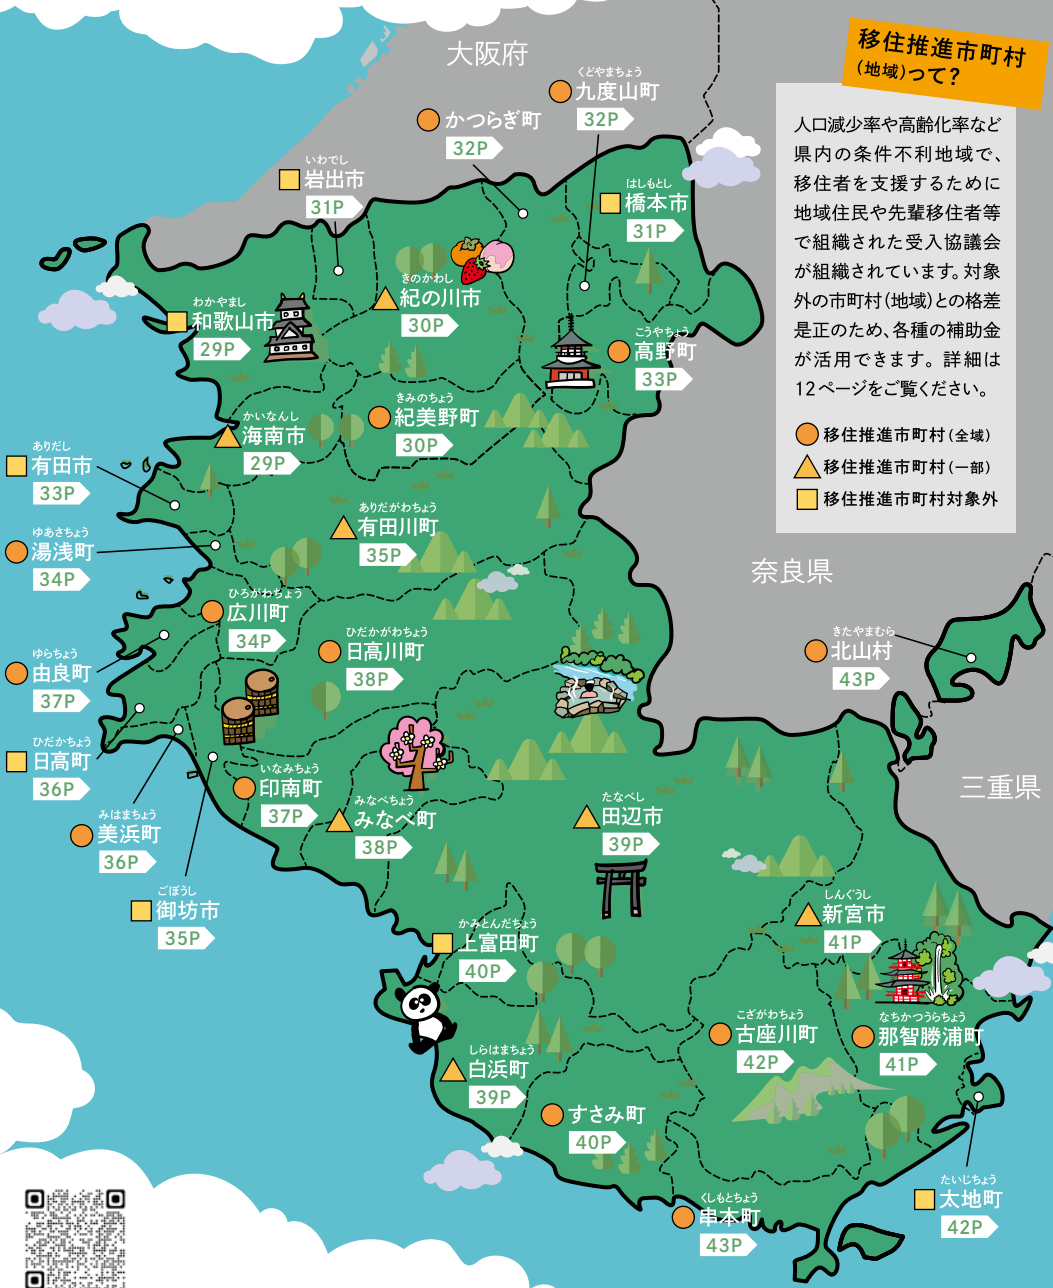 大阪府
移住推進市町村
（地域）って？
人口減少率や高齢化率など
県内の条件不利地域で、
移住者を支援するために
地域住民や先輩移住者等
で組織された受入協議会
が組織されています。対象
外の市町村（地域）との格差
是正のため、各種の補助金
が活用できます。詳細は
12ページをご覧ください。
移住推進市町村（全域）
移住推進市町村（一部）
移住推進市町村対象外
くどやまちょう
九度山町
32P
かつらぎ町
32P
いわでし
岩出市
31P
はしもとし
橋本市
31P
きのかわし
紀の川市
30P
わかやまし
和歌山市
29P
こうやちょう
高野町
33P
きみのちょう
紀美野町
30P
かいなんし
海南市
29P
ありだし
有田市
33P
ありだがわちょう
有田川町
35P
ゆあさちょう
湯浅町
34P
奈良県
ひろがわちょう
広川町
34P
ひだかがわちょう
日高川町
38P
きたやまむら
北山村
43P
ゆらちょう
由良町
37P
ひだかちょう
日高町
36P
三重県
いなみちょう
印南町
37P
みなべちょう
みなべ町
38P
たなべし
田辺市
39P
みはまちょう
美浜町
36P
ごぼうし
御坊市
35P
しんぐうし
新宮市
41P
かみとんだちょう
上富田町
40P
こざがわちょう
古座川町
42P
なちかつうらちょう
那智勝浦町
41P
しらはまちょう
白浜町
39P
すさみ町
40P
たいじちょう
太地町
42P
くしもとちょう
串本町
43P